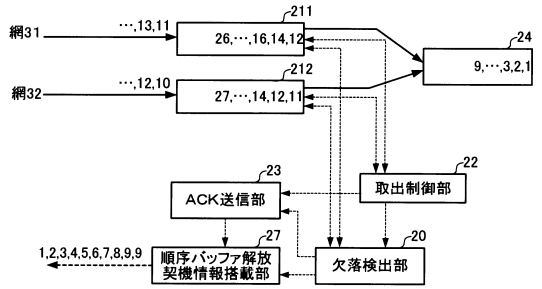 211
…,13,11
網31
26,…,16,14,12
24
9,…,3,2,1
212
…,12,10
網32
27,…,14,12,11
23
22
ACK送信部
取出制御部
27
20
1,2,3,4,5,6,7,8,9,9
順序バッファ解放
契機情報搭載部
欠落検出部